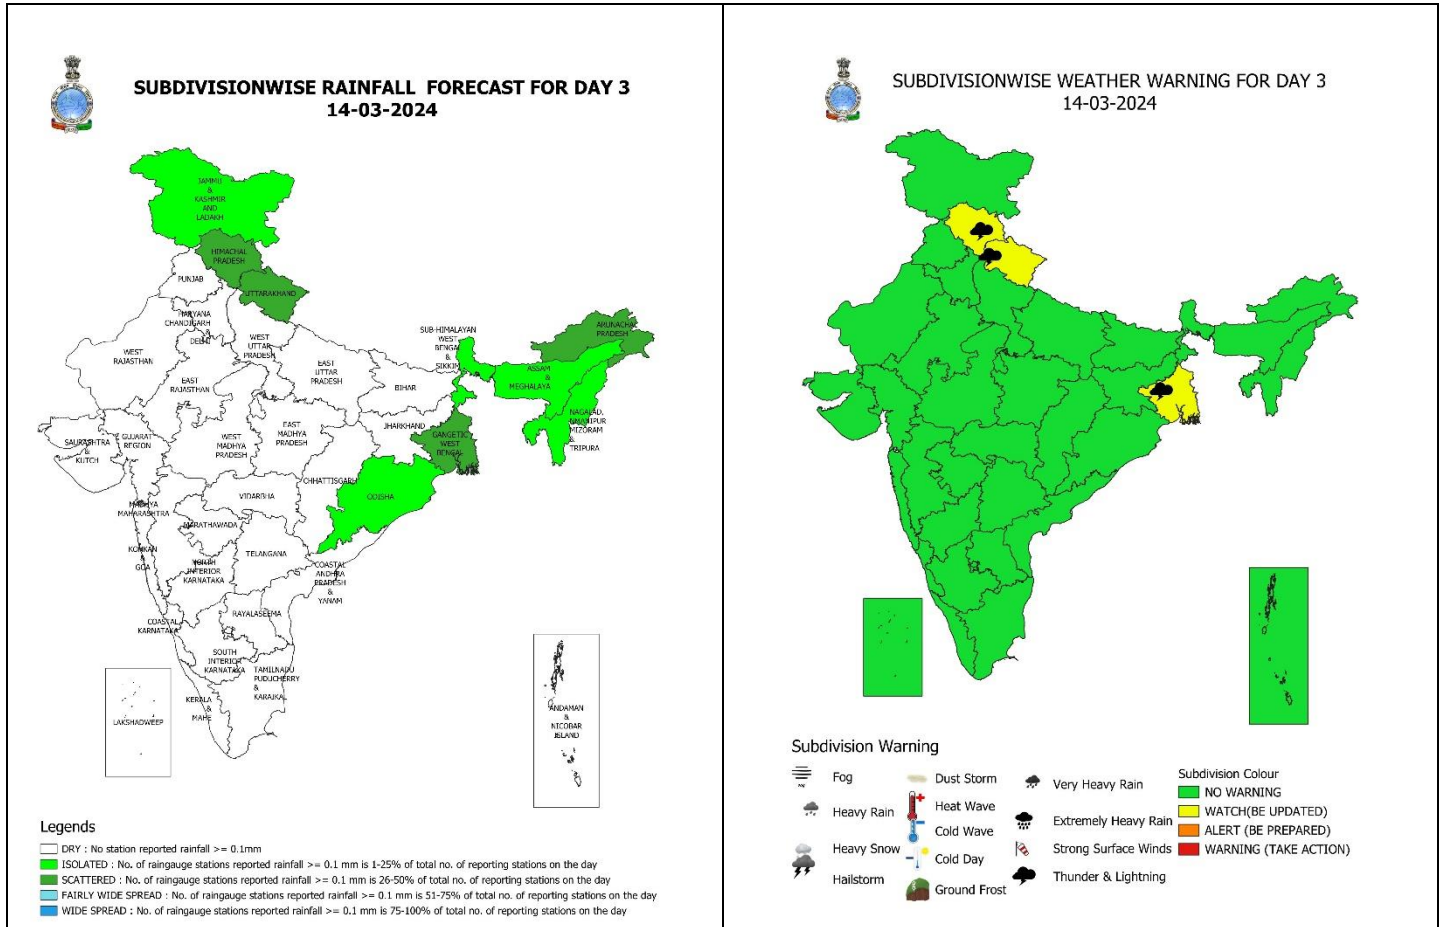 SUBDIVISIONWISE RAINFALL FORECAST FOR DAY 3
14-03-2024
JAMMU
&
KASHMIR
AND
LADAKH
HIMACHAL
PRADESH
PUNJAB
UTTARAKHAND
HARYANA
CHANDIGARH
&
DELHI
WEST
UTTAR
PRADESH
WEST
RAJASTHAN
EAST
RAJASTHAN
EAST
UTTAR
PRADESH
BIHAR
SUB-HIMALAYAN
WEST
BENGAL
&
SIKKIM
ARUNACHAL
PRADESH
ASSAM
&
MEGHALAYA
NAGALAD,
MANIPUR
MIZORAM
&
TRIPURA
JHARKHAND
GANGETIC
WEST
BENGAL
SAURASHTRA
&
KUTCH
GUJARAT
REGION
WEST
MADHYA
PRADESH
EAST
MADHYA
PRADESH
CHHATTISGARH
ODISHA
VIDARBHA
MADHYA
MAHARASHTRA
MARATHAWADA
TELANGANA
KONKAN
&
GOA
NORTH
INTERIOR
KARNATAKA
COASTAL
ANDHRA
PRADESH
&
YANAM
RAYALASEEMA
COASTAL
KARNATAKA
SOUTH
INTERIOR
KARNATAKA
TAMILNADU
PUDUCHERRY
&
KARAIKAL
KERALA
&
MAHE
LAKSHADWEEP
ANDAMAN
&
NICOBAR
ISLAND
Legends
DRY : No station reported rainfall >= 0.1mm
ISOLATED : No. of raingauge stations reported rainfall >= 0.1 mm is 1-25% of total no. of reporting stations on the day
SCATTERED : No. of raingauge stations reported rainfall >= 0.1 mm is 26-50% of total no. of reporting stations on the day
FAIRLY WIDE SPREAD : No. of raingauge stations reported rainfall >= 0.1 mm is 51-75% of total no. of reporting stations on the day
WIDE SPREAD : No. of raingauge stations reported rainfall >= 0.1 mm is 75-100% of total no. of reporting stations on the day
SUBDIVISIONWISE WEATHER WARNING FOR DAY 3
14-03-2024
Subdivision Warning
Fog
Heavy Rain
Heavy Snow
Hailstorm
Dust Storm
Heat Wave
Cold Wave
Cold Day
Ground Frost
Very Heavy Rain
Extremely Heavy Rain
Strong Surface Winds
Thunder & Lightning
Subdivision Colour
NO WARNING
WATCH(BE UPDATED)
ALERT (BE PREPARED)
WARNING (TAKE ACTION)